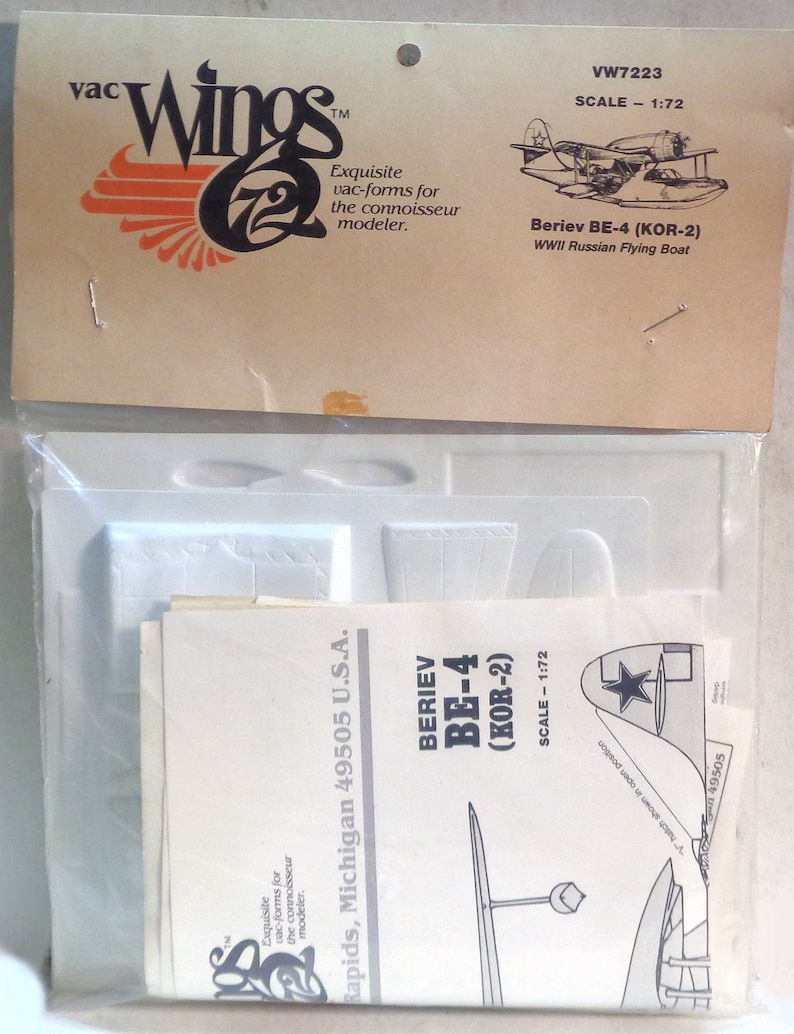 vac Wings™
72
Exquisite
vac-forms for
the connoisseur
modeler.
VW7223
SCALE – 1:72
Beriev BE-4 (KOR-2)
WWII Russian Flying Boat
Rapids, Michigan 49505 U.S.A.
BERIEV
BE-4
(KOR-2)
SCALE – 1:72
"V" hatch shown in open position
49505
ngs™
72
Exquisite
vac-forms for
the connoisseur
modeler.